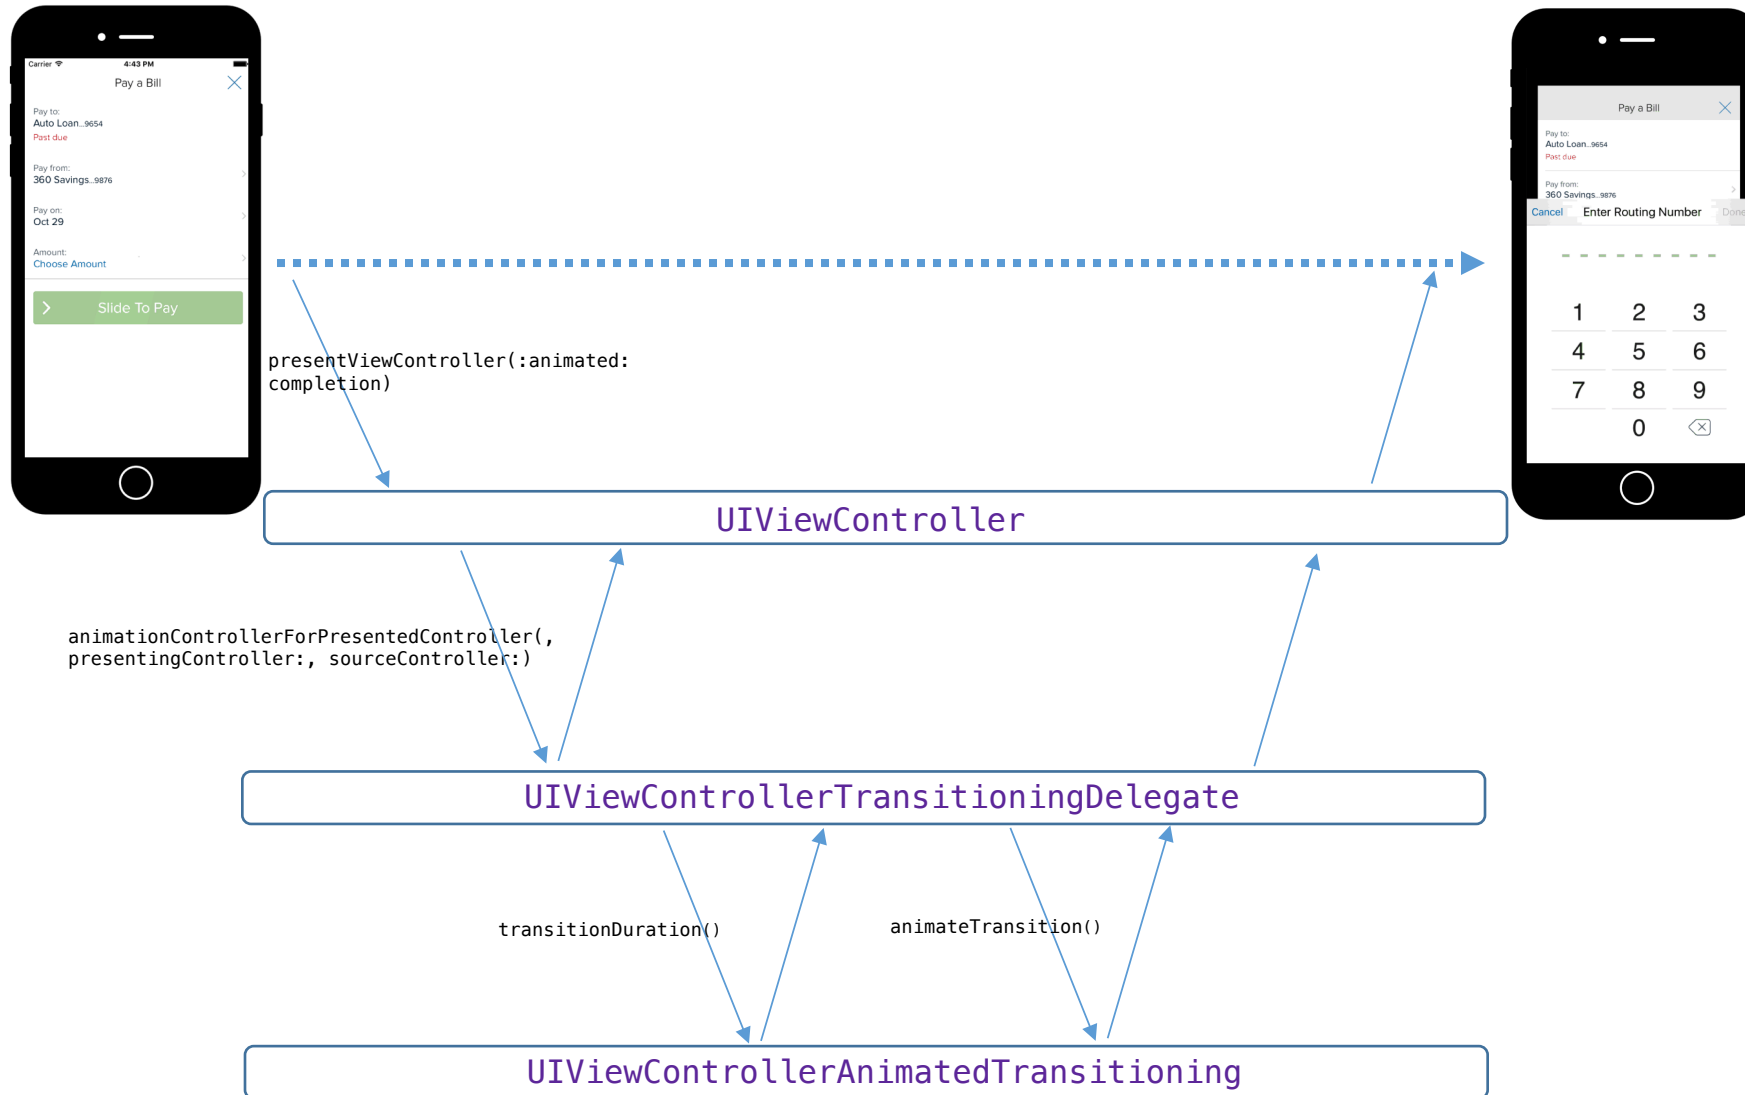 Carrier
4:43 PM
Pay a Bill
Pay to:
Auto Loan...9654
Past due
Pay from:
360 Savings...9876
Pay on:
Oct 29
Amount:
Choose Amount
Slide To Pay
Pay a Bill
Pay to:
Auto Loan...9654
Past due
Pay from:
360 Savings...9876
Cancel
Enter Routing Number
Done
1 2 3
4 5 6
7 8 9
0
presentViewController(:animated:
completion)
UIViewController
animationControllerForPresentedController(,
presentingController:, sourceController:)
UIViewControllerTransitioningDelegate
transitionDuration()
animateTransition()
UIViewControllerAnimatedTransitioning